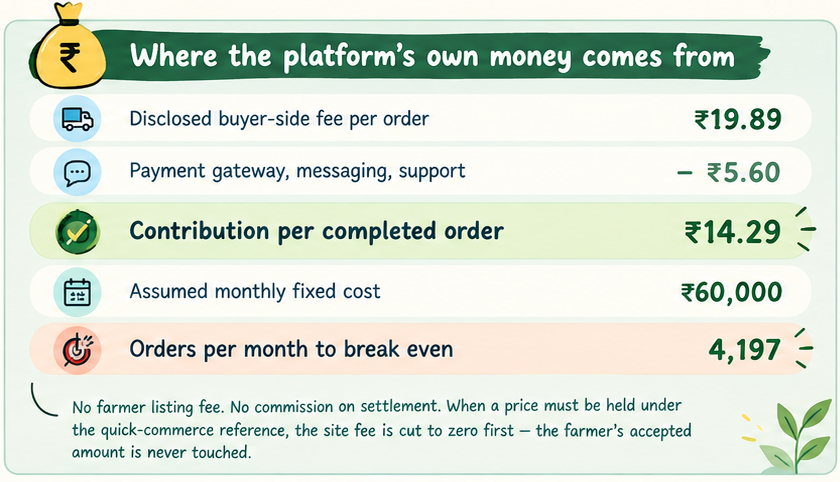 ₹
Where the platform's own money comes from
Disclosed buyer-side fee per order ₹19.89
Payment gateway, messaging, support – ₹5.60
Contribution per completed order ₹14.29
Assumed monthly fixed cost ₹60,000
Orders per month to break even 4,197
No farmer listing fee. No commission on settlement. When a price must be held under
the quick-commerce reference, the site fee is cut to zero first — the farmer's accepted
amount is never touched.